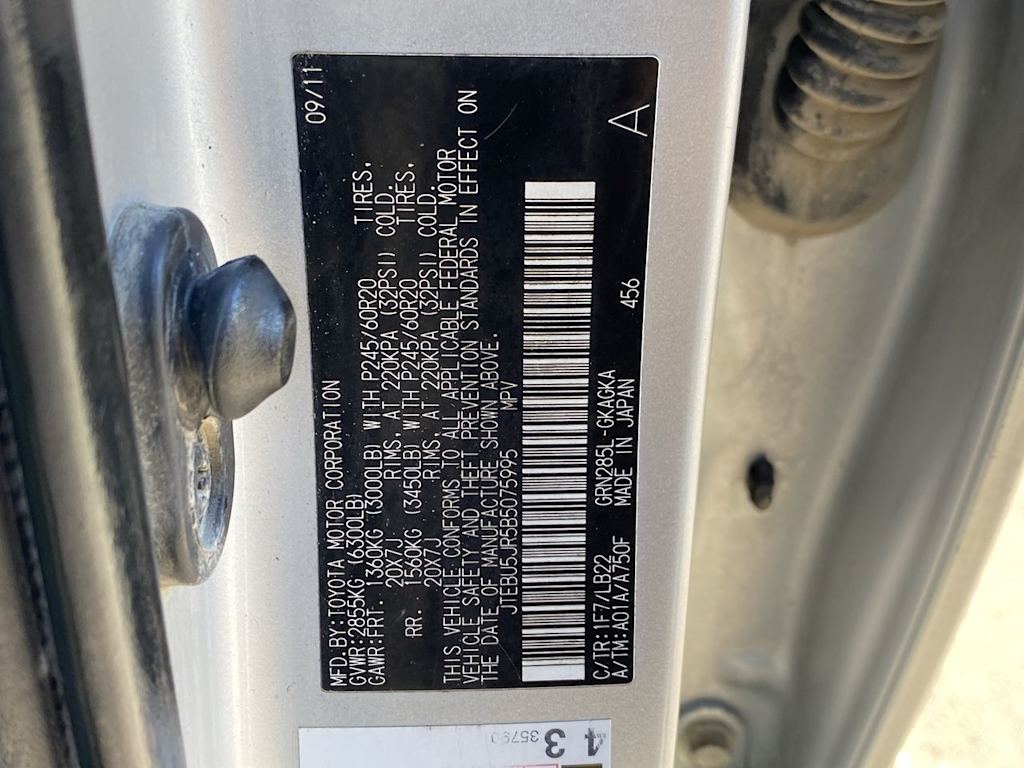 MFD. BY: TOYOTA MOTOR CORPORATION 09/11
GVWR: 2855KG (6300LB)
GAWR: FRT. 1360KG (3000LB) WITH P245/60R20 TIRES,
20X7J RIMS, AT 220KPA (32PSI) COLD.
RR. 1560KG (3450LB) WITH P245/60R20 TIRES,
20X7J RIMS, AT 220KPA (32PSI) COLD.
THIS VEHICLE CONFORMS TO ALL APPLICABLE FEDERAL MOTOR
VEHICLE SAFETY AND THEFT PREVENTION STANDARDS IN EFFECT ON
THE DATE OF MANUFACTURE SHOWN ABOVE.
JTEBU5JR5B5075995 MPV
C/TR: 1F7/LB22 GRN285L-GKAGKA 456
A/TM: A01A/A750F MADE IN JAPAN A
43